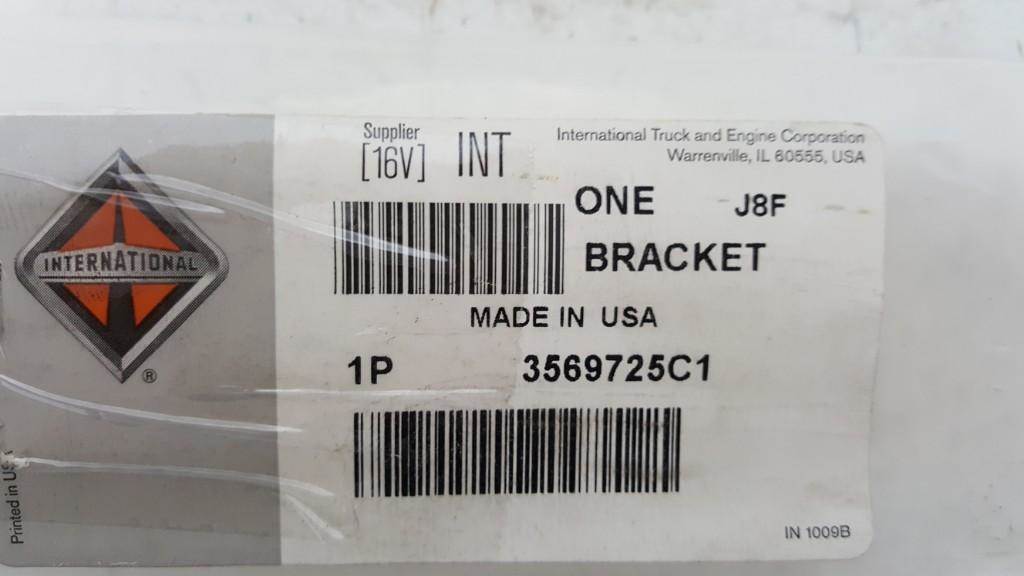 Supplier
[16V] INT
International Truck and Engine Corporation
Warrenville, IL 60555, USA
ONE J8F
BRACKET
INTERNATIONAL
®
MADE IN USA
1P 3569725C1
Printed in US
IN 1009B